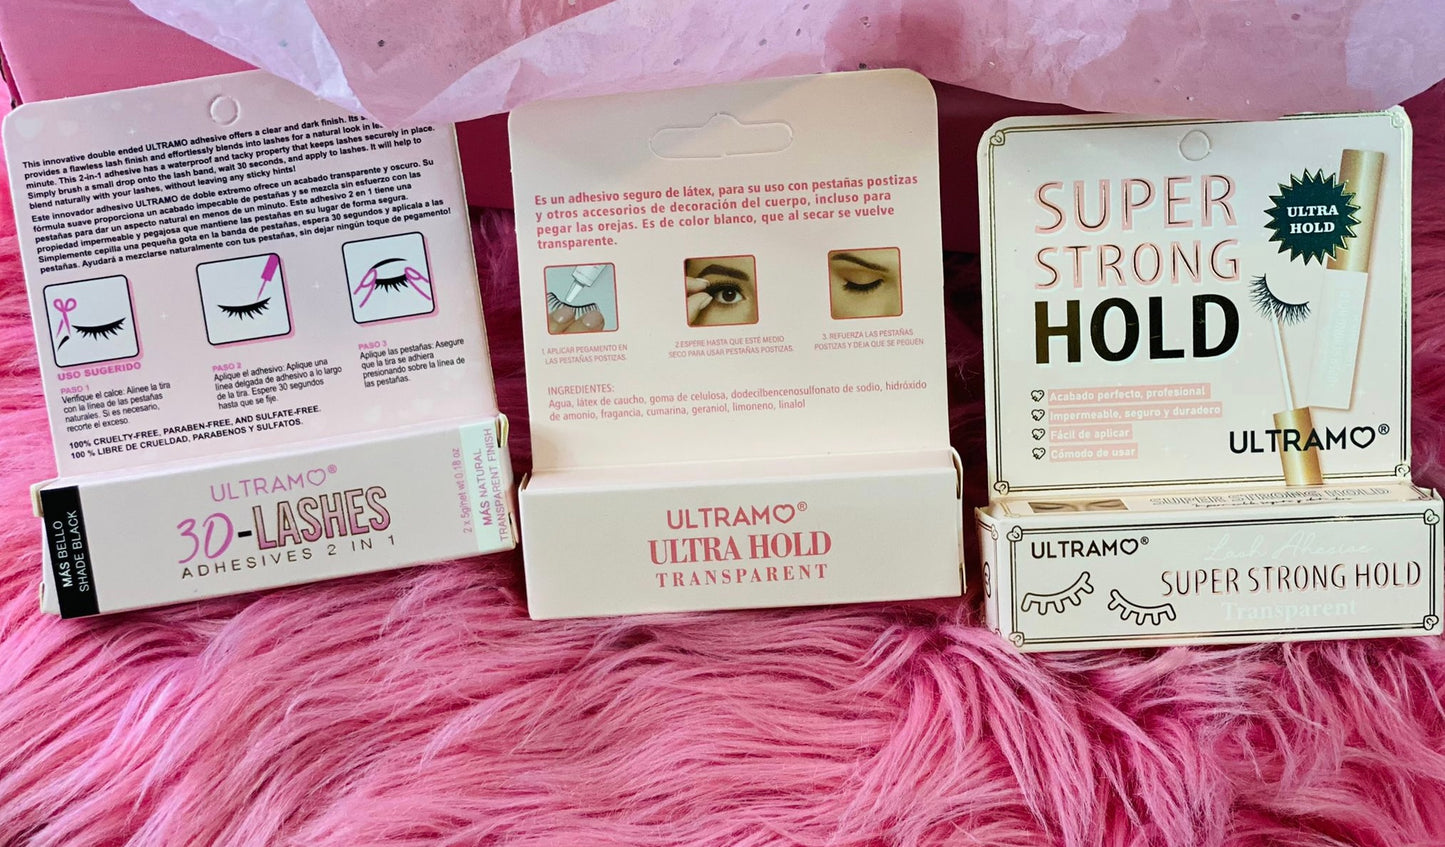 This innovative double ended ULTRAMO adhesive offers a clear and dark finish. Its
provides a flawless lash finish and effortlessly blends into lashes for a natural look in
minute. This 2-in-1 adhesive has a waterproof and tacky property that keeps lashes securely in place.
Simply brush a small drop onto the lash band, wait 30 seconds, and apply to lashes. It will help to
blend naturally with your lashes, without leaving any sticky hints!
Este innovador adhesivo ULTRAMO de doble extremo ofrece un acabado transparente y oscuro. Su
fórmula suave proporciona un acabado impecable de pestañas y se mezcla sin esfuerzo con las
pestañas para dar un aspecto natural en menos de un minuto. Este adhesivo 2 en 1 tiene una
propiedad impermeable y pegajosa que mantiene las pestañas en su lugar de forma segura.
Simplemente cepilla una pequeña gota en la banda de pestañas, espera 30 segundos y aplica a las
pestañas. Ayudará a mezclarse naturalmente con tus pestañas, sin dejar ningún toque de pegamento!
USO SUGERIDO
PASO 1
Verifique el calce: Alinee la tira
con la línea de las pestañas
naturales. Si es necesario,
recorte el exceso.
PASO 2
Aplique el adhesivo: Aplique una
línea delgada de adhesivo a lo largo
de la tira. Espere 30 segundos
hasta que se fije.
PASO 3
Aplique las pestañas: Asegure
que la tira se adhiera
presionando sobre la línea de
las pestañas.
100% CRUELTY-FREE, PARABEN-FREE, AND SULFATE-FREE.
100 % LIBRE DE CRUELDAD, PARABENOS Y SULFATOS.
MÁS BELLO
SHADE BLACK
ULTRAMO®
3D-LASHES
ADHESIVES 2 IN 1
2 x 5g/net wt 0.18 oz
MÁS NATURAL
TRANSPARENT FINISH
Es un adhesivo seguro de látex, para su uso con pestañas postizas
y otros accesorios de decoración del cuerpo, incluso para
pegar las orejas. Es de color blanco, que al secar se vuelve
transparente.
1. APLICAR PEGAMENTO EN
LAS PESTAÑAS POSTIZAS.
2.ESPERE HASTA QUE ESTÉ MEDIO
SECO PARA USAR PESTAÑAS POSTIZAS.
3. REFUERZA LAS PESTAÑAS
POSTIZAS Y DEJA QUE SE PEGUEN
INGREDIENTES:
Agua, látex de caucho, goma de celulosa, dodecilbencenosulfonato de sodio, hidróxido
de amonio, fragancia, cumarina, geraniol, limoneno, linalol
ULTRAMO®
ULTRA HOLD
TRANSPARENT
SUPER
STRONG
HOLD
ULTRA
HOLD
Acabado perfecto, profesional
Impermeable, seguro y duradero
Fácil de aplicar
Cómodo de usar
ULTRAMO®
SUPER STRONG HOLD
ULTRAMO®
Lash Ahesive
SUPER STRONG HOLD
Transparent